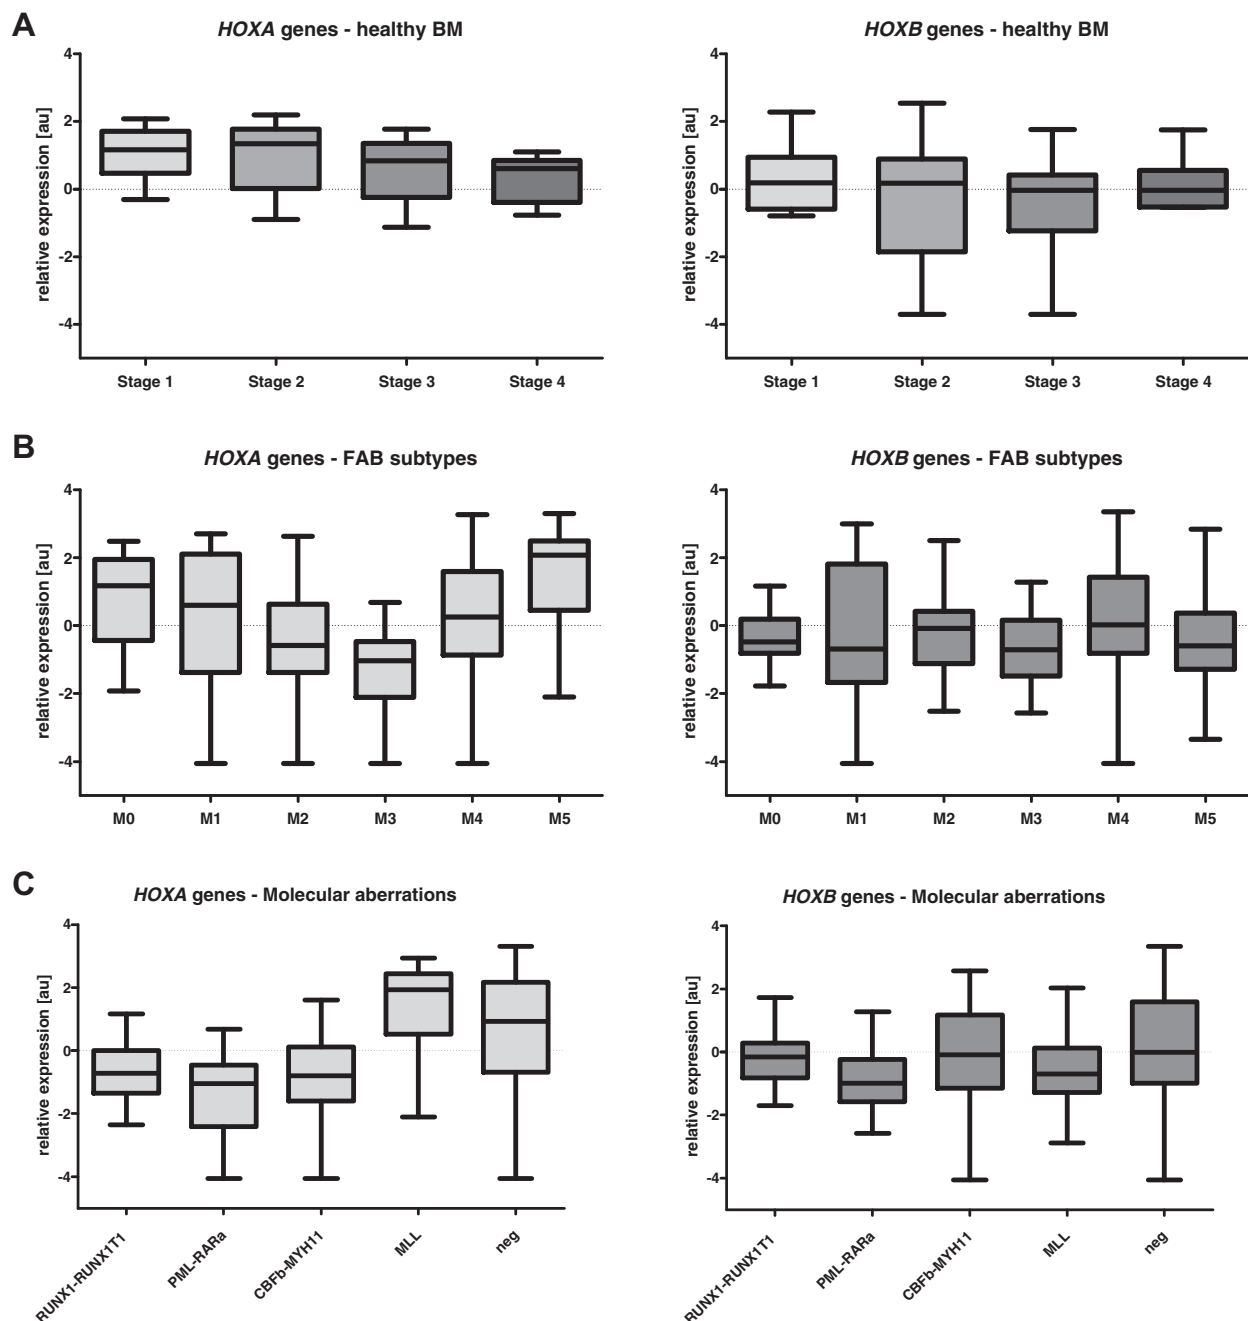 A
HOXA genes - healthy BM
relative expression [au]
4
2
0
-2
-4
Stage 1 Stage 2 Stage 3 Stage 4
HOXB genes - healthy BM
relative expression [au]
4
2
0
-2
-4
Stage 1 Stage 2 Stage 3 Stage 4
B
HOXA genes - FAB subtypes
relative expression [au]
4
2
0
-2
-4
M0 M1 M2 M3 M4 M5
HOXB genes - FAB subtypes
relative expression [au]
4
2
0
-2
-4
M0 M1 M2 M3 M4 M5
C
HOXA genes - Molecular aberrations
relative expression [au]
4
2
0
-2
-4
RUNX1-RUNX1T1 PML-RARa CBFb-MYH11 MLL neg
HOXB genes - Molecular aberrations
relative expression [au]
4
2
0
-2
-4
RUNX1-RUNX1T1 PML-RARa CBFb-MYH11 MLL neg